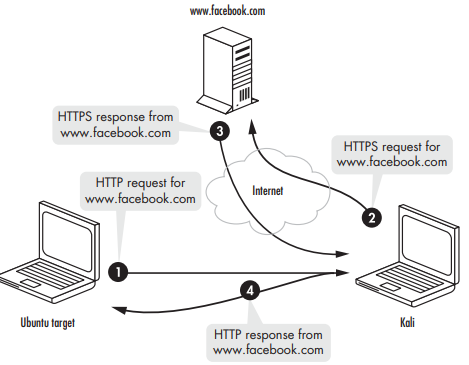 www.facebook.com
HTTPS response from
www.facebook.com
3
HTTPS request for
www.facebook.com
HTTP request for
www.facebook.com
Internet
2
1
4
Ubuntu target
Kali
HTTP response from
www.facebook.com